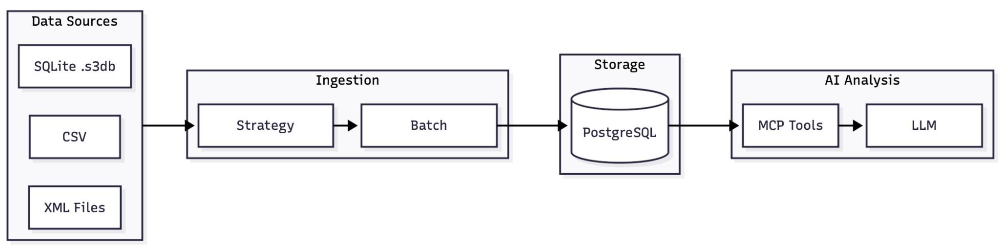 Data Sources
SQLite .s3db
CSV
XML Files
Ingestion
Strategy
Batch
Storage
PostgreSQL
AI Analysis
MCP Tools
LLM